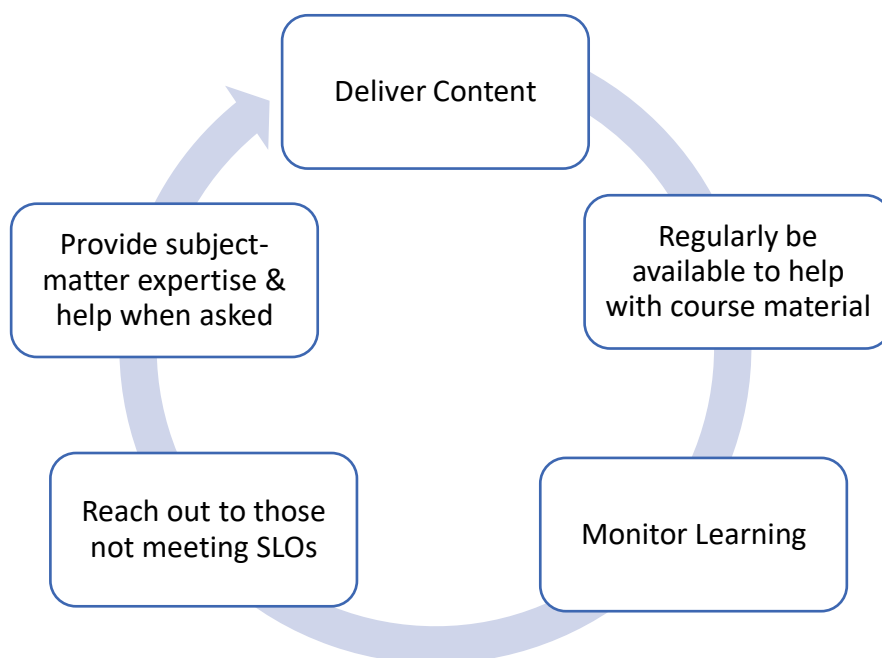 Deliver Content
Regularly be
available to help
with course material
Monitor Learning
Reach out to those
not meeting SLOs
Provide subject-
matter expertise &
help when asked